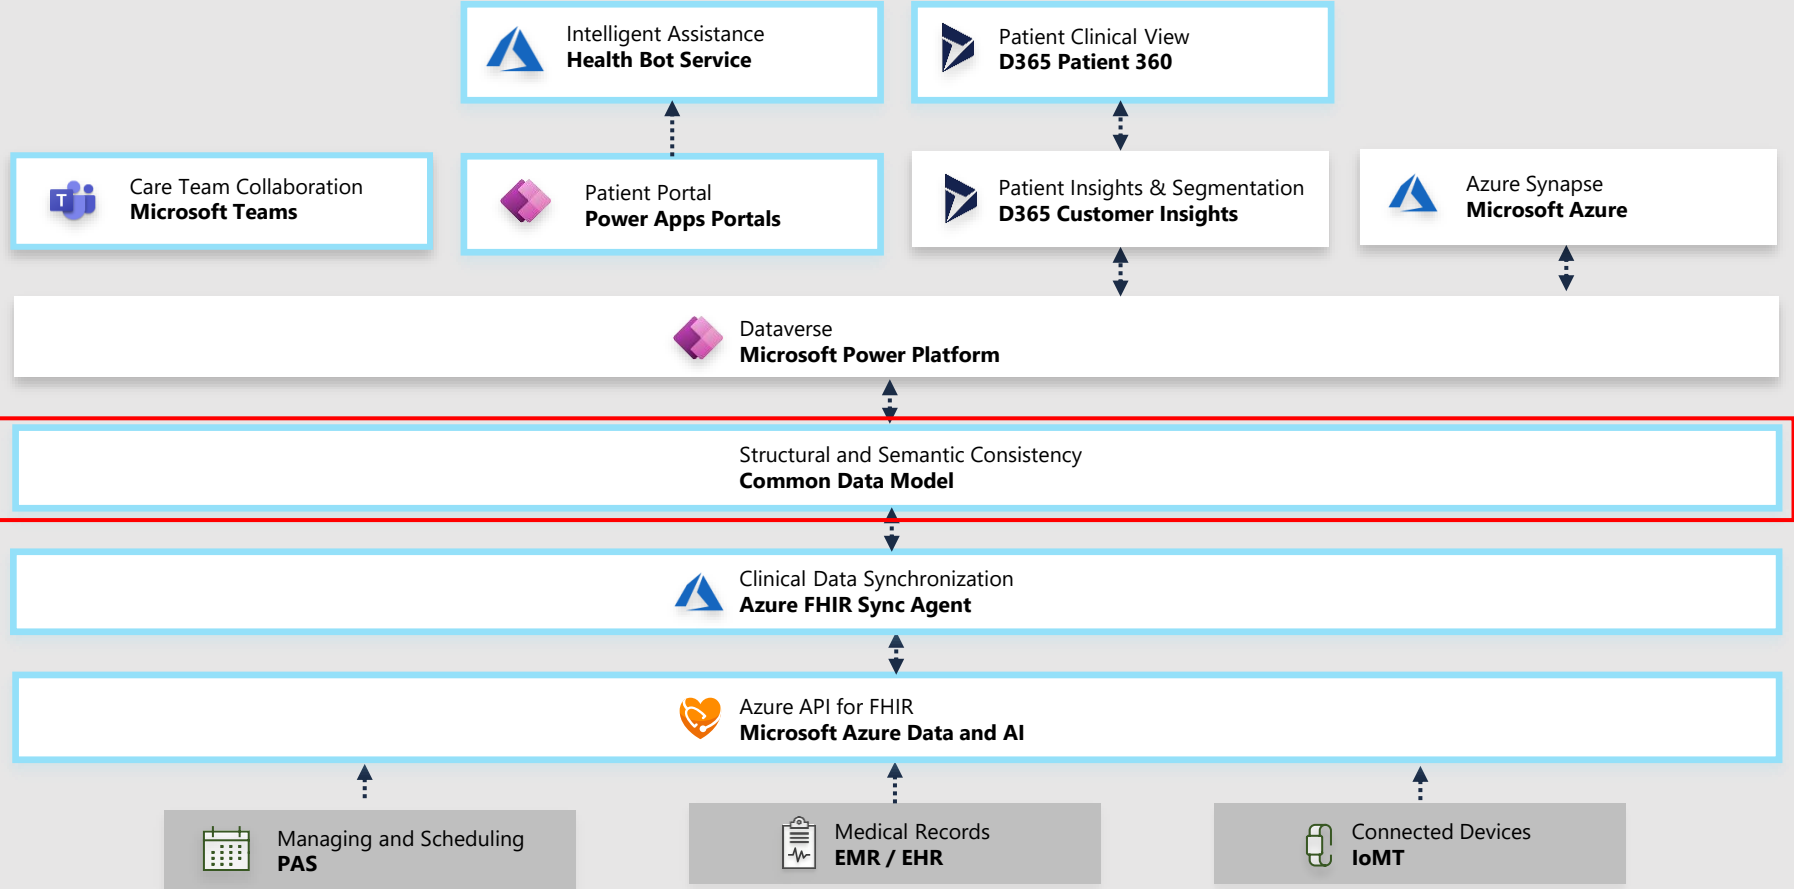 Intelligent Assistance
Health Bot Service
Patient Clinical View
D365 Patient 360
T
Care Team Collaboration
Microsoft Teams
Patient Portal
Power Apps Portals
Patient Insights & Segmentation
D365 Customer Insights
Azure Synapse
Microsoft Azure
Dataverse
Microsoft Power Platform
Structural and Semantic Consistency
Common Data Model
Clinical Data Synchronization
Azure FHIR Sync Agent
Azure API for FHIR
Microsoft Azure Data and AI
Managing and Scheduling
PAS
Medical Records
EMR / EHR
Connected Devices
IoMT